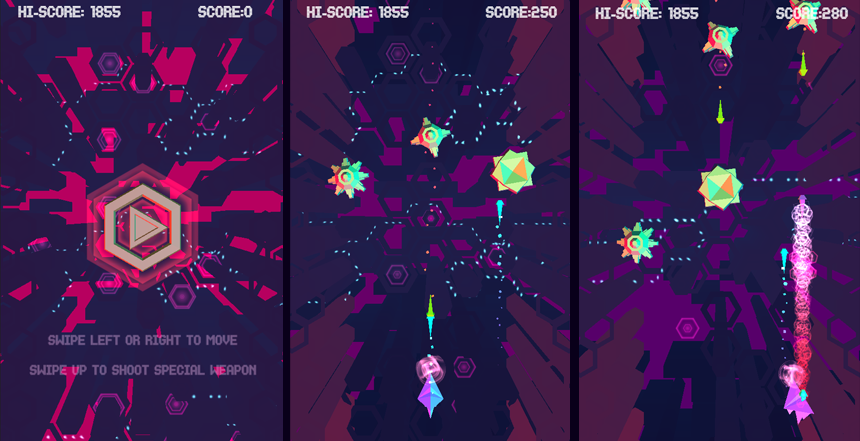 HI-SCORE: 1855 SCORE:0
SWIPE LEFT OR RIGHT TO MOVE
SWIPE UP TO SHOOT SPECIAL WEAPON
HI-SCORE: 1855 SCORE:250
HI-SCORE: 1855 SCORE:280